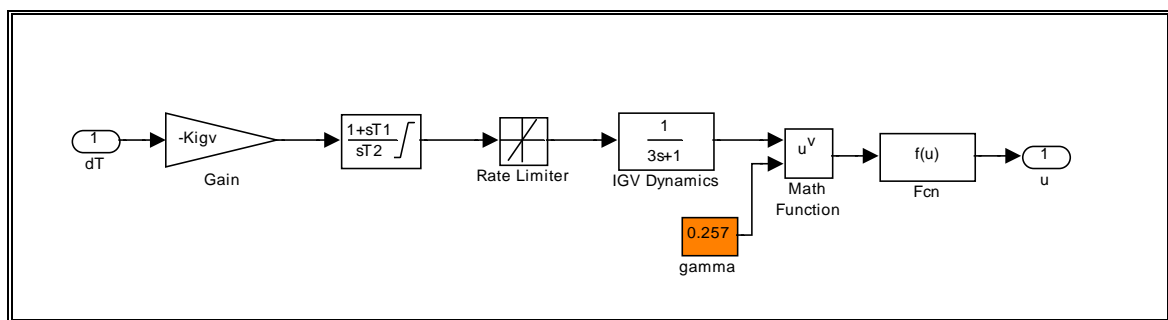 1
dT
-Kigv
Gain
1+sT1
sT2
Rate Limiter
1
3s+1
IGV Dynamics
u^v
Math
Function
0.257
gamma
f(u)
Fcn
1
u